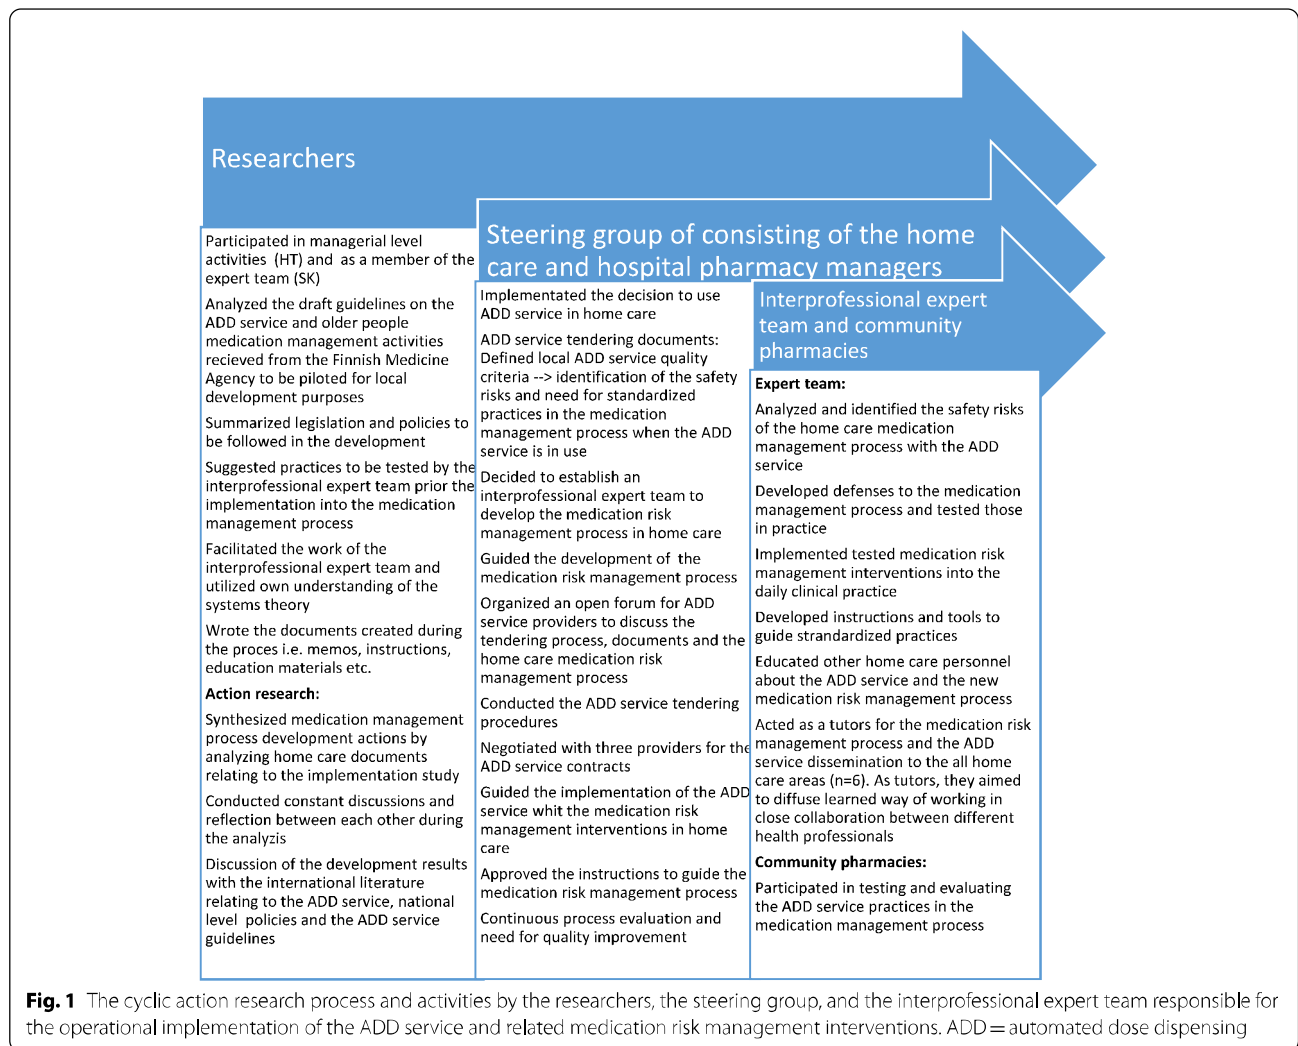 Researchers
Participated in managerial level
activities (HT) and as a member of the
expert team (SK)
Analyzed the draft guidelines on the
ADD service and older people
medication management activities
recieved from the Finnish Medicine
Agency to be piloted for local
development purposes
Summarized legislation and policies to
be followed in the development
Suggested practices to be tested by the
interprofessional expert team prior the
implementation into the medication
management process
Facilitated the work of the
interprofessional expert team and
utilized own understanding of the
systems theory
Wrote the documents created during
the proces i.e. memos, instructions,
education materials etc.
Action research:
Synthesized medication management
process development actions by
analyzing home care documents
relating to the implementation study
Conducted constant discussions and
reflection between each other during
the analyzis
Discussion of the development results
with the international literature
relating to the ADD service, national
level policies and the ADD service
guidelines
Steering group of consisting of the home
care and hospital pharmacy managers
Implementated the decision to use
ADD service in home care
ADD service tendering documents:
Defined local ADD service quality
criteria --> identification of the safety
risks and need for standardized
practices in the medication
management process when the ADD
service is in use
Decided to establish an
interprofessional expert team to
develop the medication risk
management process in home care
Guided the development of the
medication risk management process
Organized an open forum for ADD
service providers to discuss the
tendering process, documents and the
home care medication risk
management process
Conducted the ADD service tendering
procedures
Negotiated with three providers for the
ADD service contracts
Guided the implementation of the ADD
service whit the medication risk
management interventions in home
care
Approved the instructions to guide the
medication risk management process
Continuous process evaluation and
need for quality improvement
Interprofessional expert
team and community
pharmacies
Expert team:
Analyzed and identified the safety risks
of the home care medication
management process with the ADD
service
Developed defenses to the medication
management process and tested those
in practice
Implemented tested medication risk
management interventions into the
daily clinical practice
Developed instructions and tools to
guide strandardized practices
Educated other home care personnel
about the ADD service and the new
medication risk management process
Acted as a tutors for the medication risk
management process and the ADD
service dissemination to the all home
care areas (n=6). As tutors, they aimed
to diffuse learned way of working in
close collaboration between different
health professionals
Community pharmacies:
Participated in testing and evaluating
the ADD service practices in the
medication management process
Fig. 1 The cyclic action research process and activities by the researchers, the steering group, and the interprofessional expert team responsible for
the operational implementation of the ADD service and related medication risk management interventions. ADD = automated dose dispensing